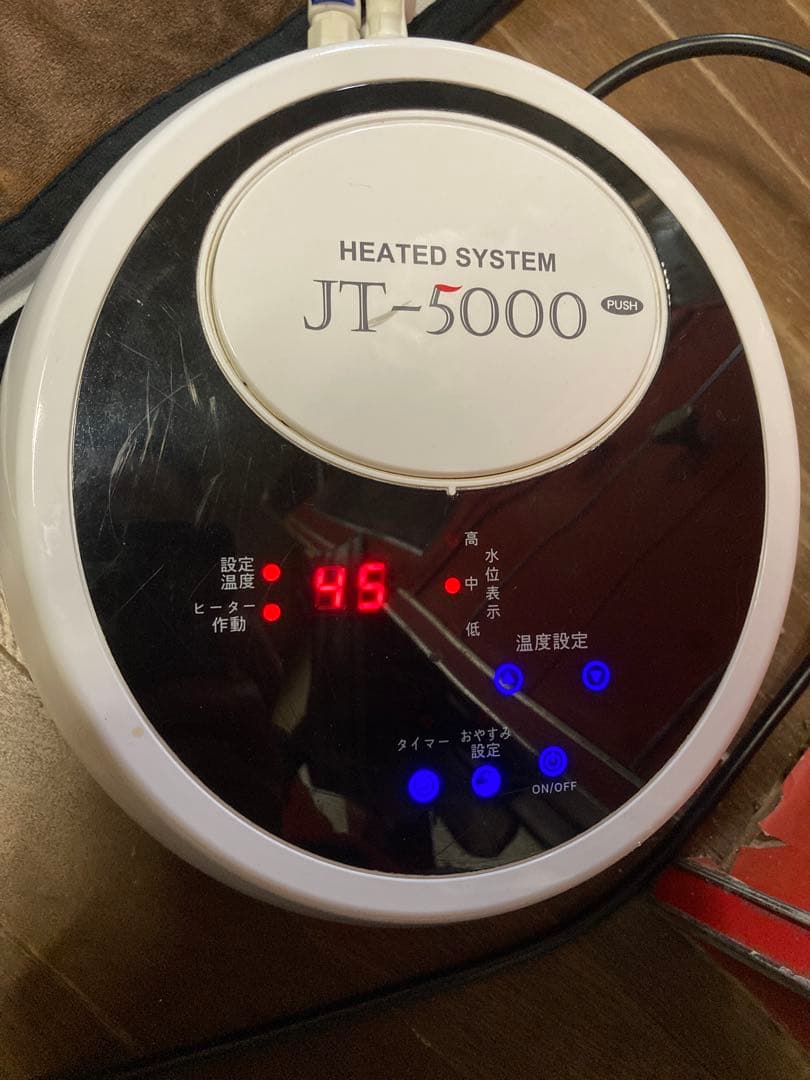 HEATED SYSTEM
JT-5000
PUSH
設定
温度
ヒーター
作動
45
高
中
低
水位表示
温度設定
タイマー
おやすみ
設定
ON/OFF